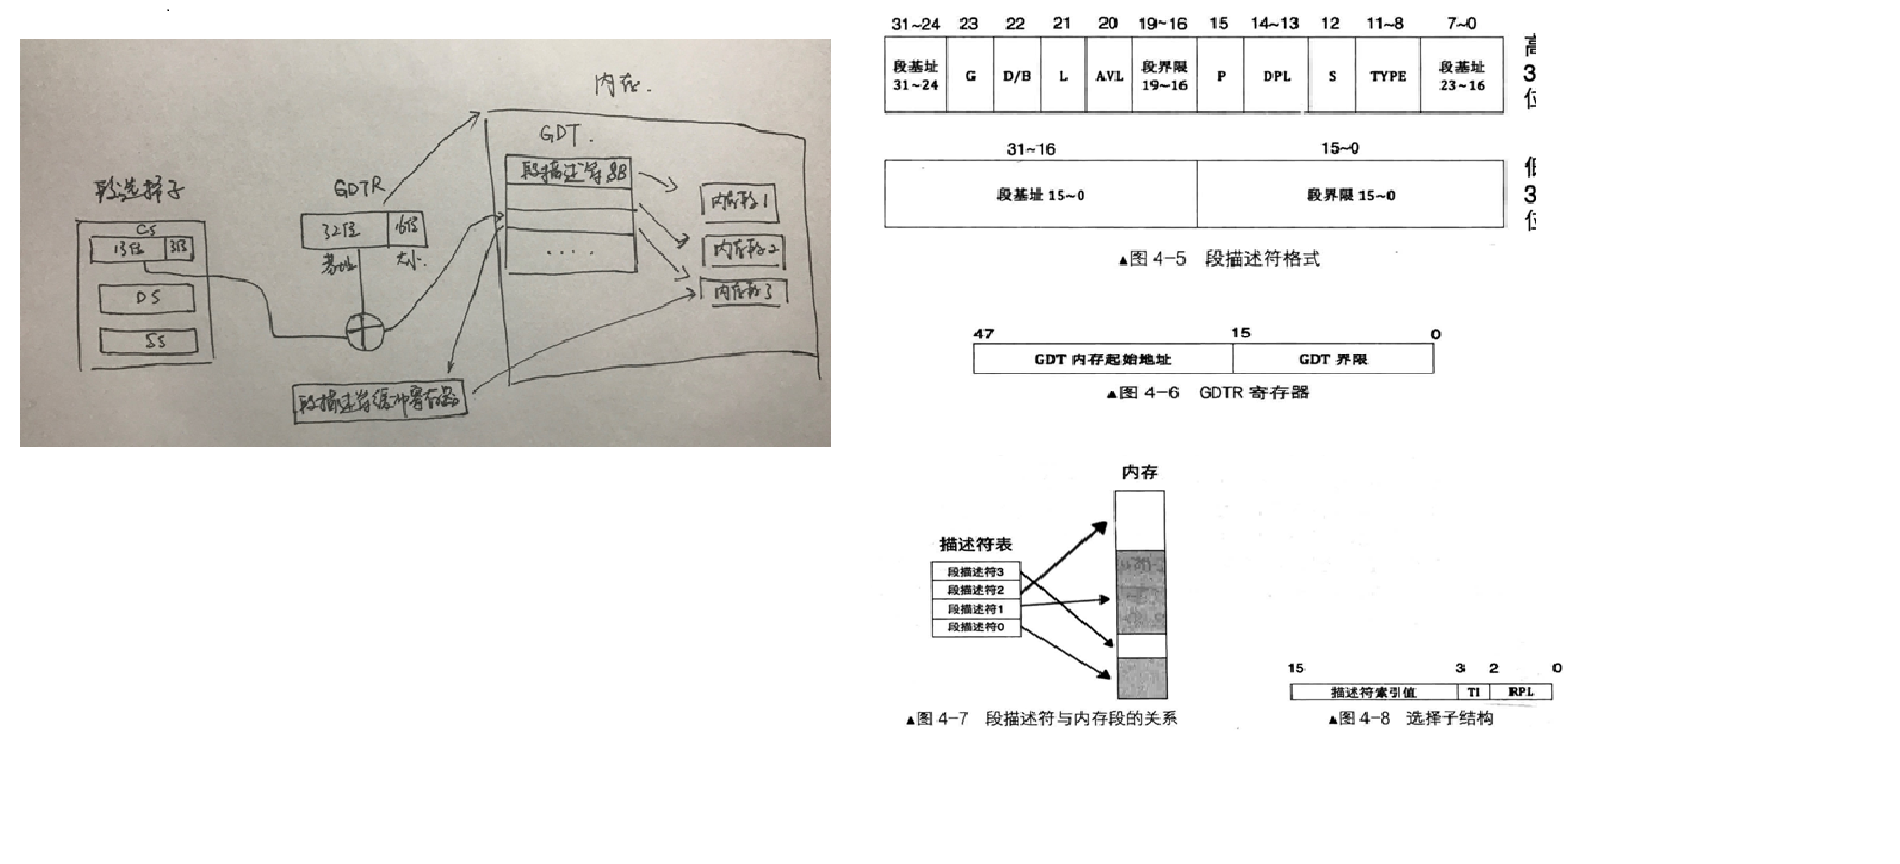 内存.
GDT.
段描述符 8B
段选择子
GDTR
CS
13位 3位
32位 16位
基址 大小
DS
SS
....
内存段1
内存段2
内存段3
段描述符缓冲寄存器
31~24 23 22 21 20 19~16 15 14~13 12 11~8 7~0
段基址 31~24 G D/B L AVL 段界限 19~16 P DPL S TYPE 段基址 23~16
31~16 15~0
段基址 15~0 段界限 15~0
▲图 4-5 段描述符格式
47 15 0
GDT 内存起始地址 GDT 界限
▲图 4-6 GDTR 寄存器
内存
描述符表
段描述符3
段描述符2
段描述符1
段描述符0
▲图 4-7 段描述符与内存段的关系
15 3 2 0
描述符索引值 TI RPL
▲图 4-8 选择子结构